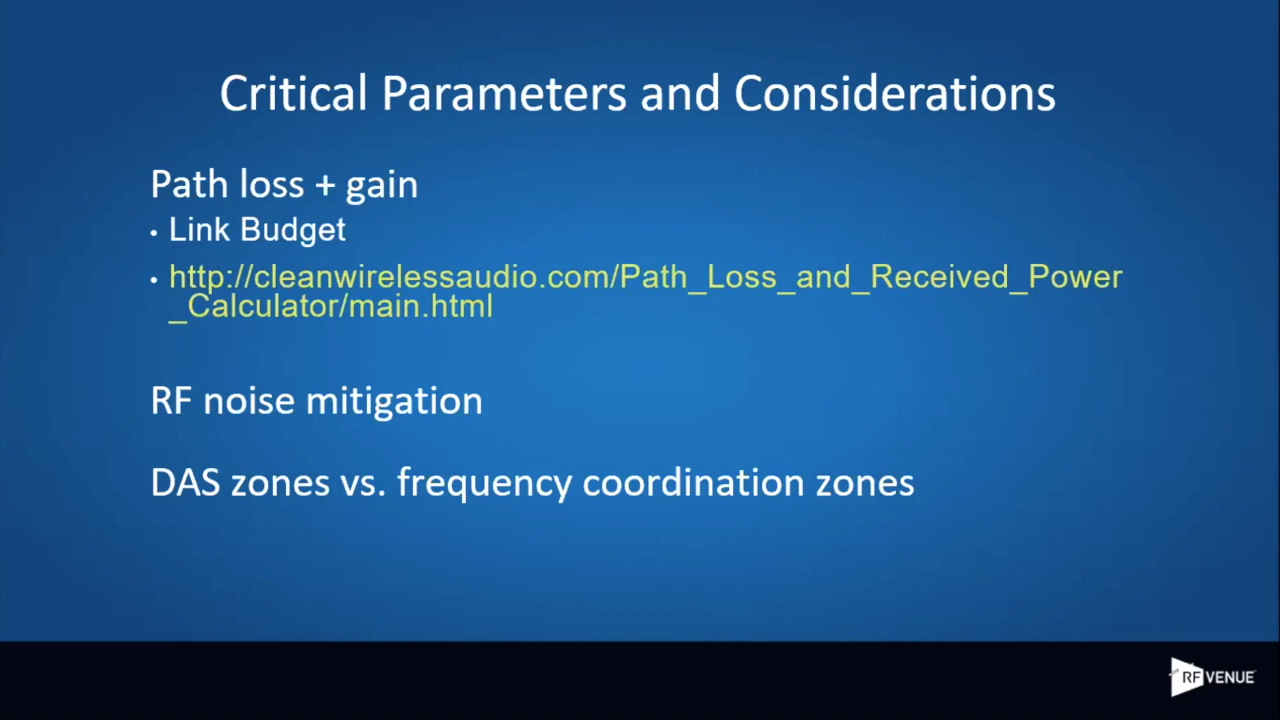 Critical Parameters and Considerations
Path loss + gain
• Link Budget
• http://cleanwirelessaudio.com/Path_Loss_and_Received_Power
_Calculator/main.html
RF noise mitigation
DAS zones vs. frequency coordination zones
RF VENUE